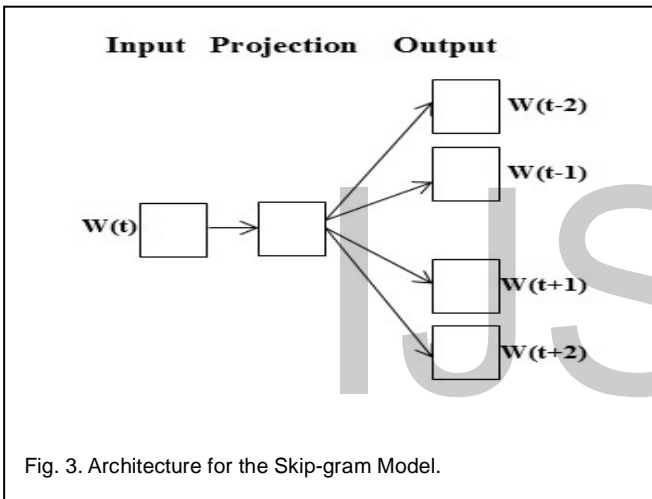 Input Projection Output
W(t-2)
W(t-1)
W(t)
W(t+1)
W(t+2)
IJS
Fig. 3. Architecture for the Skip-gram Model.